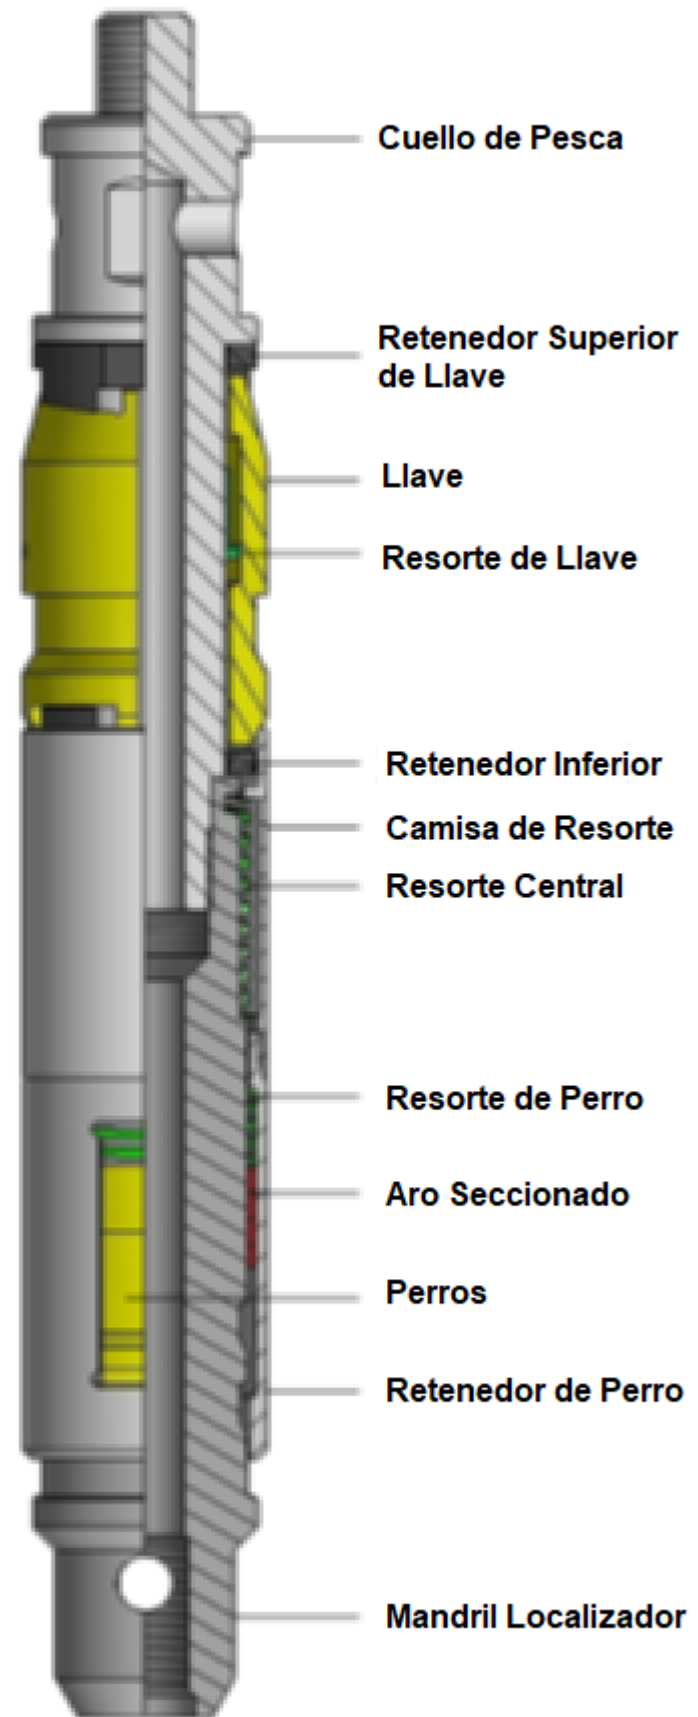 Cuello de Pesca
Retenedor Superior
de Llave
Llave
Resorte de Llave
Retenedor Inferior
Camisa de Resorte
Resorte Central
Resorte de Perro
Aro Seccionado
Perros
Retenedor de Perro
Mandril Localizador